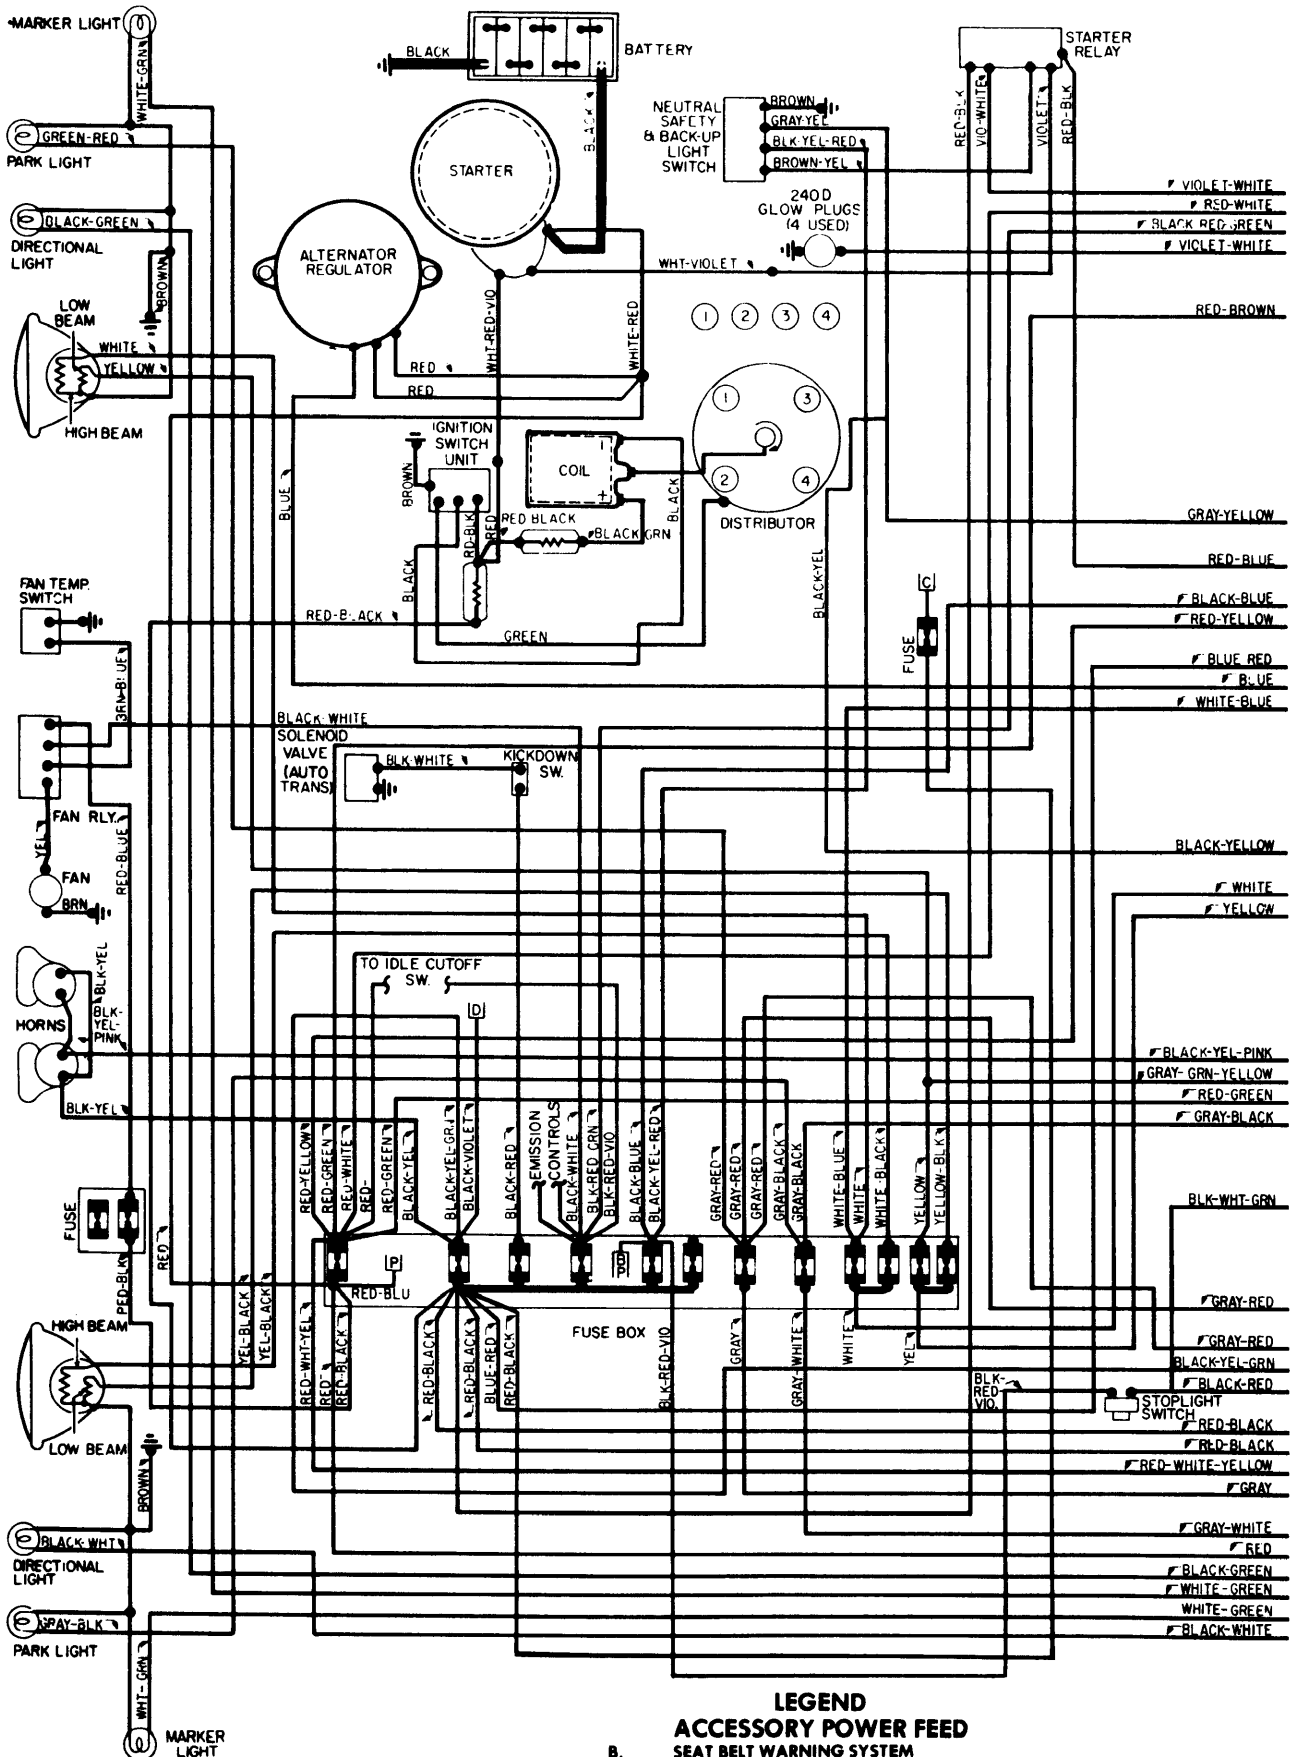 MARKER LIGHT
WHITE-GRN
GREEN-RED
PARK LIGHT
BLACK-GREEN
DIRECTIONAL
LIGHT
BROWN
LOW
BEAM
WHITE
YELLOW
HIGH BEAM
BLACK
BATTERY
BLACK
STARTER
ALTERNATOR
REGULATOR
STARTER
RELAY
NEUTRAL
SAFETY
& BACK-UP
LIGHT
SWITCH
BROWN
GRAY-YEL
BLK-YEL-RED
BROWN-YEL
RED-BLK
VIO-WHITE
VIOLET
RED-BLK
240D
GLOW PLUGS
(4 USED)
WHT-VIOLET
VIOLET-WHITE
RED-WHITE
BLACK RED GREEN
VIOLET-WHITE
RED-BROWN
1 2 3 4
WHT-RED-VIO
WHITE-RED
RED
RED
1 3
2 4
DISTRIBUTOR
IGNITION
SWITCH
UNIT
COIL
-
+
BROWN
BLUE
RD-BLK
RED
RED BLACK
BLACK GRN
BLACK
BLACK
BLACK-YEL
RED-BLACK
GREEN
GRAY-YELLOW
RED-BLUE
C
FUSE
BLACK-BLUE
RED-YELLOW
BLUE RED
BLUE
WHITE-BLUE
FAN TEMP.
SWITCH
BRN-BLUE
BLACK-WHITE
SOLENOID
VALVE
(AUTO
TRANS)
BLK-WHITE
KICKDOWN
SW.
FAN RLY.
YEL
RED-BLUE
FAN
BRN
BLACK-YELLOW
WHITE
YELLOW
HORNS
BLK-YEL
BLK-
YEL-
PINK
BLK-YEL
TO IDLE CUTOFF
SW.
D
BLACK-YEL-PINK
GRAY-GRN-YELLOW
RED-GREEN
GRAY-BLACK
RED-YELLOW
RED-GREEN
RED-WHITE
RED-
RED-GREEN
BLACK-YEL
BLACK-YEL-GRN
BLACK-VIOLET
BLACK-RED
EMISSION
CONTROLS
BLACK-WHITE
BLK-RED GRN
BLK-RED-VIO
BLACK-BLUE
BLACK-YEL-RED
GRAY-RED
GRAY-RED
GRAY-RED
GRAY-BLACK
GRAY-BLACK
WHITE-BLUE
WHITE
WHITE-BLACK
YELLOW
YELLOW-BLK
FUSE
RED-BLK
RED
P
RED-BLU
B
P
FUSE BOX
BLK-WHT-GRN
HIGH BEAM
LOW BEAM
YEL-BLACK
YEL-BLACK
RED-WHT-YEL
RED
RED-BLACK
RED-BLACK
RED-BLACK
BLUE-RED
RED-BLACK
BLK-RED-VIO
GRAY
GRAY-WHITE
WHITE
YEL
BLK-
RED-
VIO.
STOPLIGHT
SWITCH
GRAY-RED
GRAY-RED
BLACK-YEL-GRN
BLACK-RED
RED-BLACK
RED-BLACK
RED-WHITE-YELLOW
GRAY
GRAY-WHITE
RED
BLACK-GREEN
WHITE-GREEN
WHITE-GREEN
BLACK-WHITE
BROWN
BLACK-WHT
DIRECTIONAL
LIGHT
GRAY-BLK
PARK LIGHT
WHT-GRN
MARKER
LIGHT
LEGEND
ACCESSORY POWER FEED
B. SEAT BELT WARNING SYSTEM